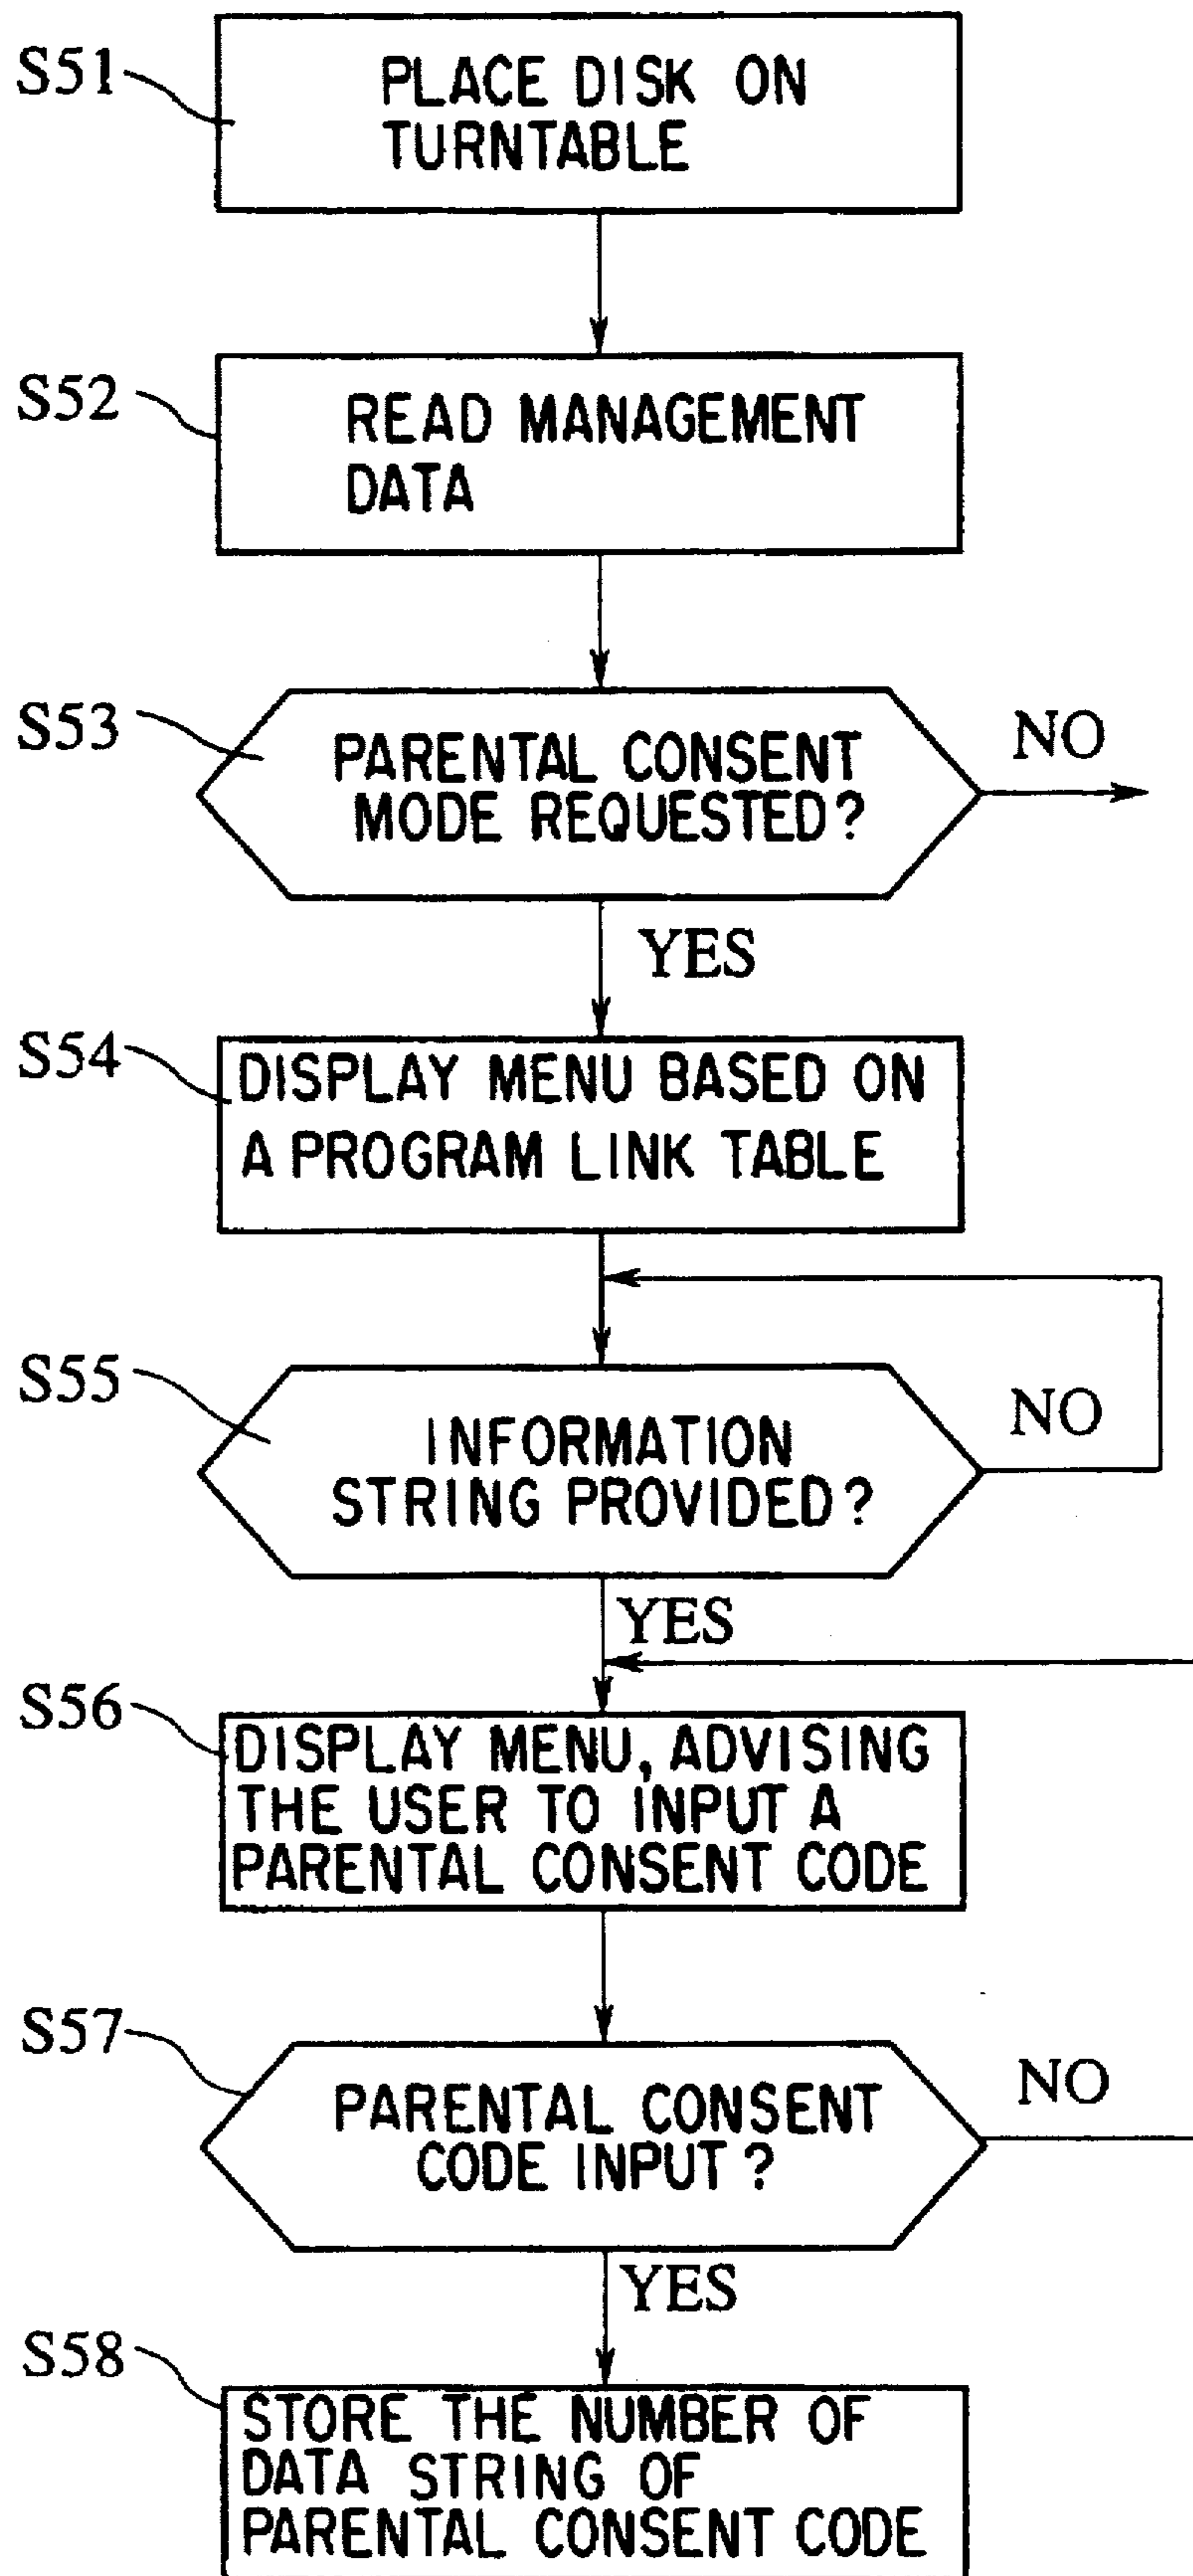 S51
PLACE DISK ON
TURNTABLE
S52
READ MANAGEMENT
DATA
S53
PARENTAL CONSENT
MODE REQUESTED?
NO
YES
S54
DISPLAY MENU BASED ON
A PROGRAM LINK TABLE
S55
INFORMATION
STRING PROVIDED?
NO
YES
S56
DISPLAY MENU, ADVISING
THE USER TO INPUT A
PARENTAL CONSENT CODE
S57
PARENTAL CONSENT
CODE INPUT?
NO
YES
S58
STORE THE NUMBER OF
DATA STRING OF
PARENTAL CONSENT CODE